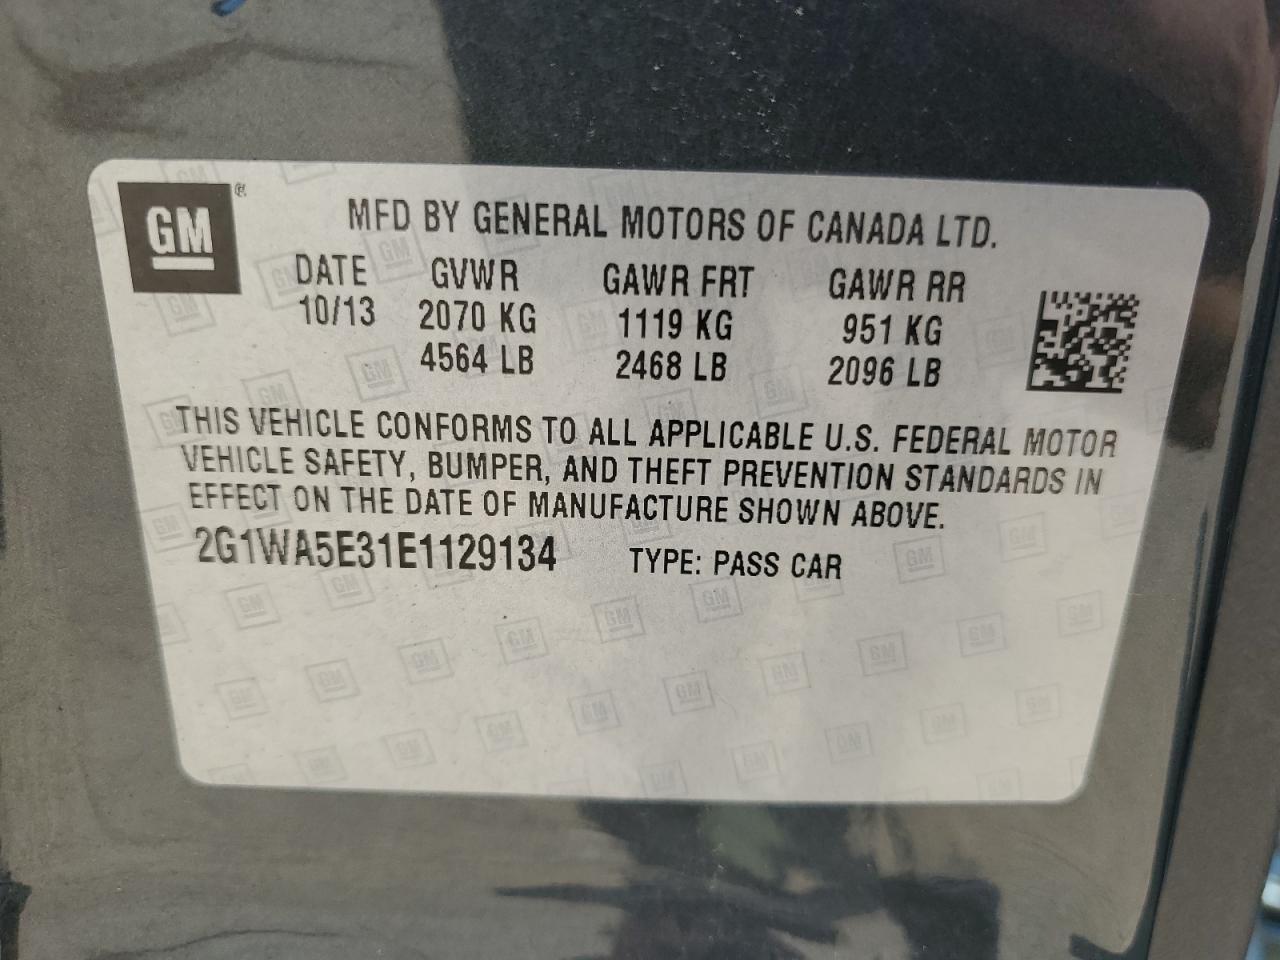 GM®
MFD BY GENERAL MOTORS OF CANADA LTD.
DATE GVWR GAWR FRT GAWR RR
10/13 2070 KG 1119 KG 951 KG
4564 LB 2468 LB 2096 LB
THIS VEHICLE CONFORMS TO ALL APPLICABLE U.S. FEDERAL MOTOR
VEHICLE SAFETY, BUMPER, AND THEFT PREVENTION STANDARDS IN
EFFECT ON THE DATE OF MANUFACTURE SHOWN ABOVE.
2G1WA5E31E1129134 TYPE: PASS CAR